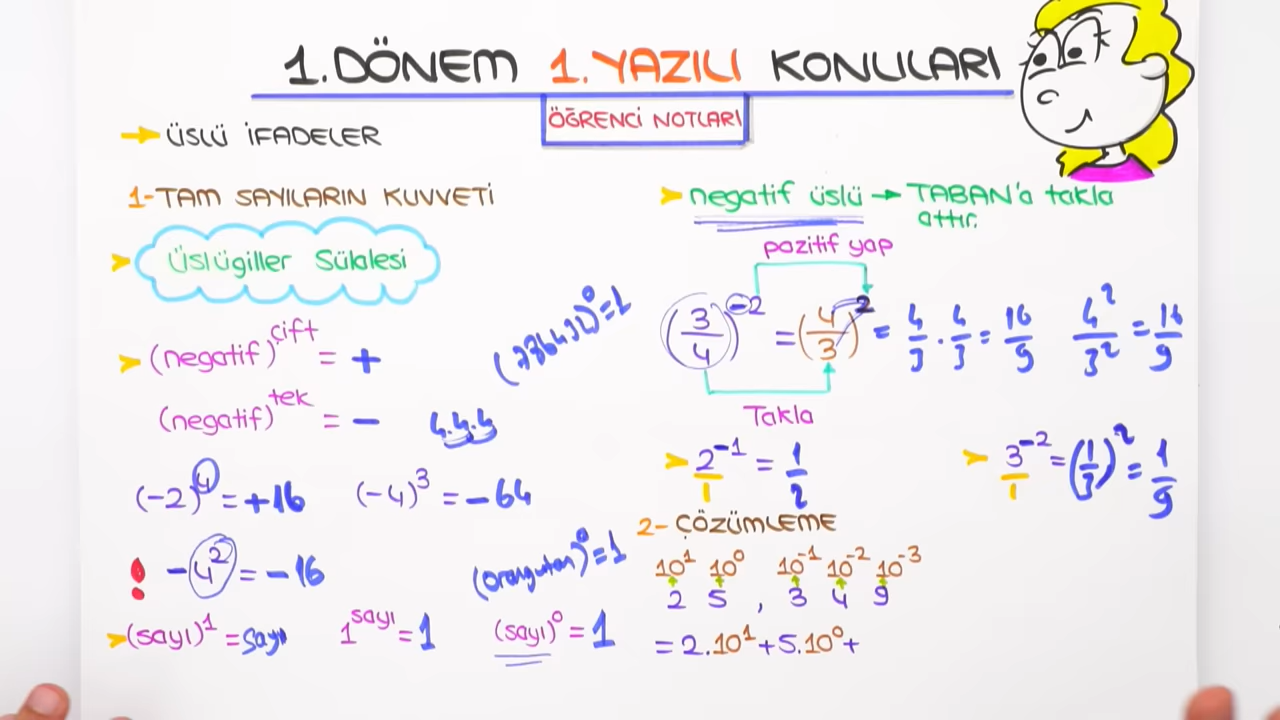 1.DÖNEM 1.YAZILI KONULARI
ÖĞRENCİ NOTLARI
→ ÜSLÜ İFADELER
1-TAM SAYILARIN KUVVETİ
➤ Üslügiller Sülalesi
➤ (negatif)^çift = +
(negatif)^tek = −
4.4.4
(-2)^4 = +16 (-4)^3 = -64
! -4^2 = -16
(orangutan)^0 = 1
➤ (sayı)^1 = sayı 1^sayı = 1 (sayı)^0 = 1
➤ negatif üslü → TABAN'a takla
attır.
pozitif yap
(3/4)^-2 = (4/3)^2 = 4/3 . 4/3 = 16/9 4^2/3^2 = 16/9
Takla
➤ 2^-1/1 = 1/2 ➤ 3^-2/1 = (1/3)^2 = 1/9
2- ÇÖZÜMLEME
10^1 10^0 10^-1 10^-2 10^-3
2 5 , 3 4 9
= 2.10^1 + 5.10^0 +